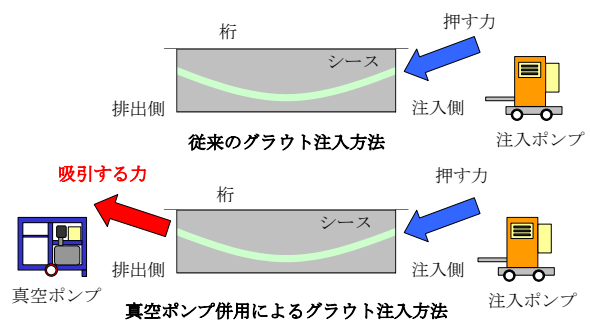 桁
押す力
シース
排出側
注入側
注入ポンプ
従来のグラウト注入方法
吸引する力
桁
押す力
シース
排出側
注入側
真空ポンプ
注入ポンプ
真空ポンプ併用によるグラウト注入方法